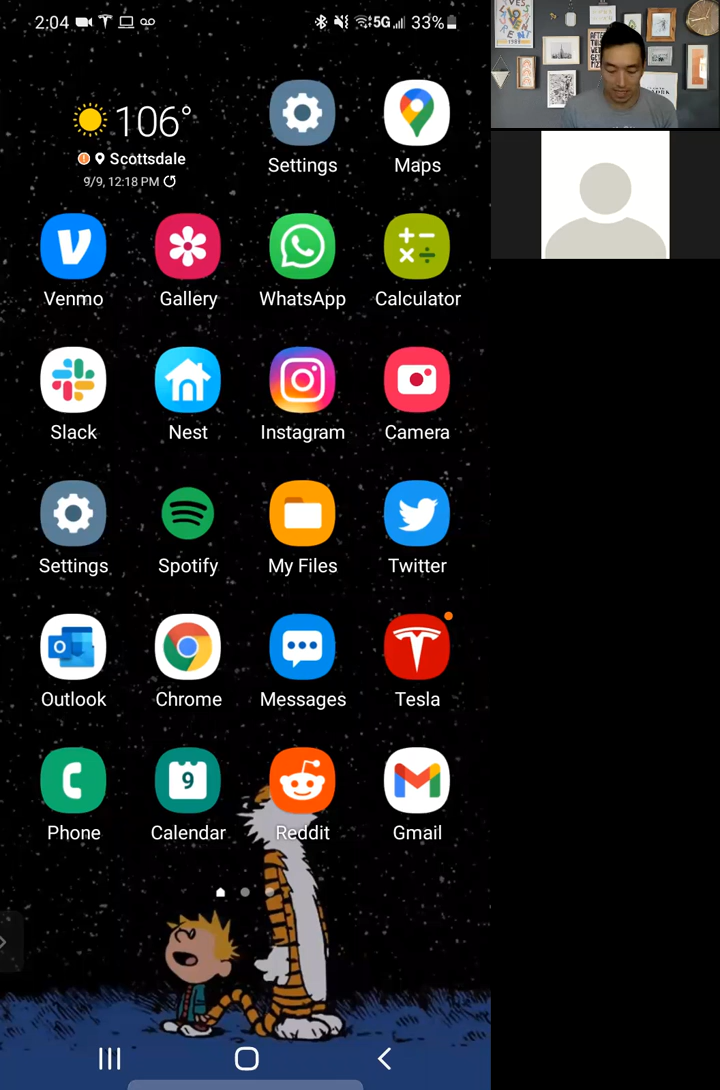 2:04
5G 33%
106°
Scottsdale
9/9, 12:18 PM
Settings
Maps
Venmo
Gallery
WhatsApp
Calculator
Slack
Nest
Instagram
Camera
Settings
Spotify
My Files
Twitter
Outlook
Chrome
Messages
Tesla
9
Phone
Calendar
Reddit
Gmail